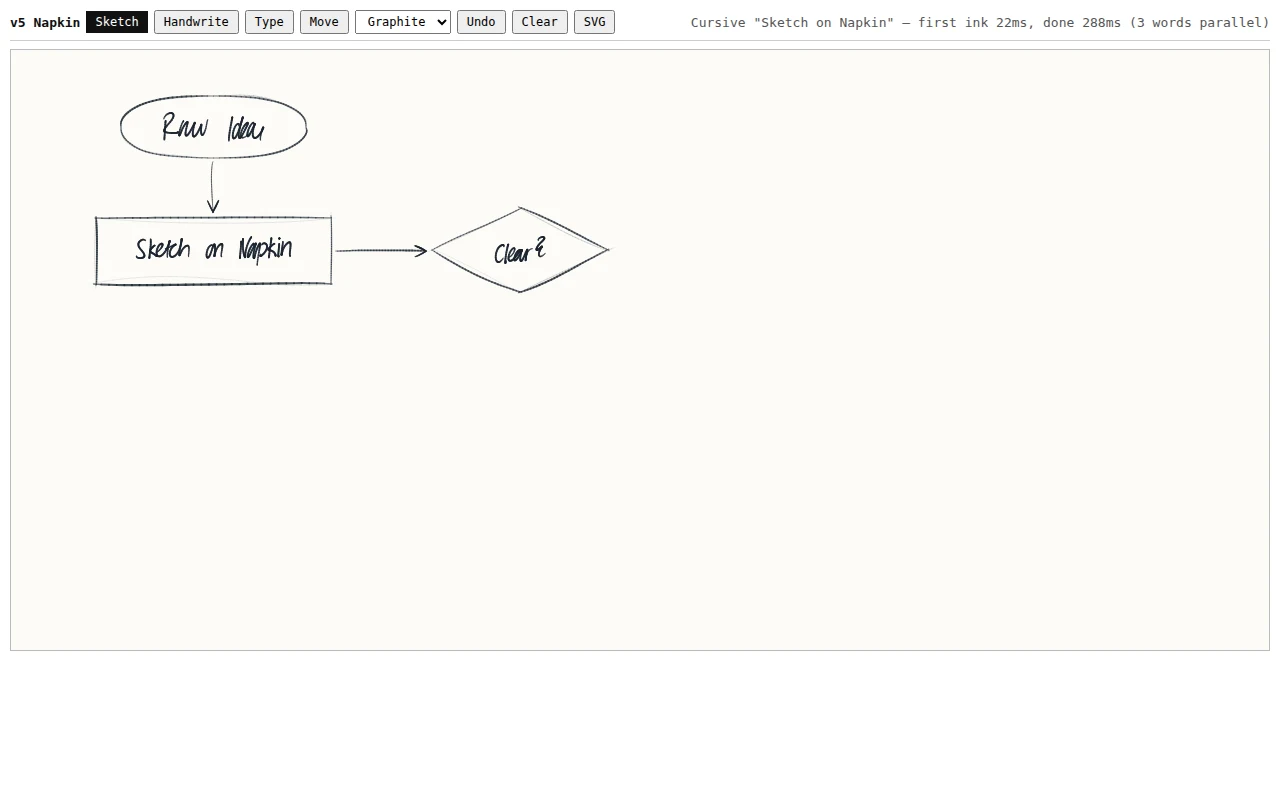 v5 Napkin Sketch Handwrite Type Move Graphite Undo Clear SVG Cursive "Sketch on Napkin" — first ink 22ms, done 288ms (3 words parallel)
Raw Idea
Sketch on Napkin
Clear?